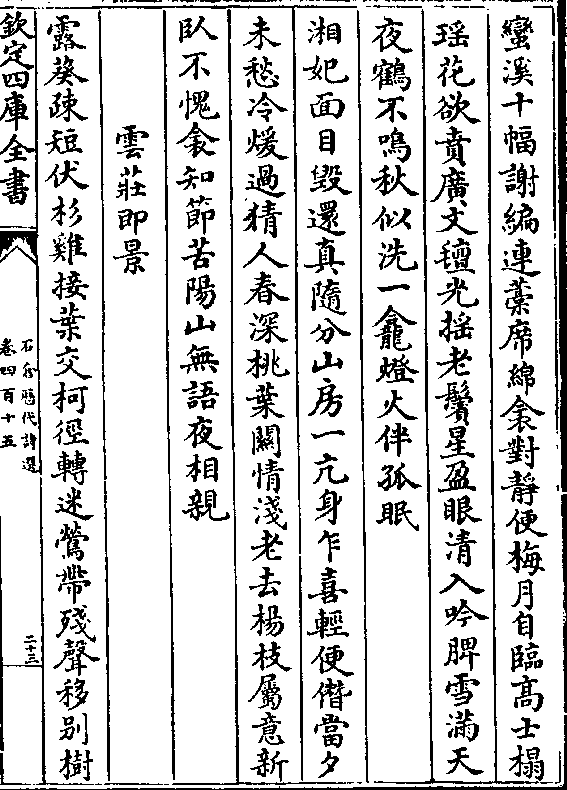 蠻溪十幅謝編連藁席綿衾對靜便梅月自臨高士榻
瑶花欲賁廣文氊光揺老鬢星盈眼清入吟脾雪滿天
夜鶴不鳴秋似洗一龕燈火伴孤眠
湘妃面目毀還真隨分山房一亢身乍喜輕便僭當夕
未愁冷煖過猜人春深桃葉關情淺老去楊枝屬意新
臥不愧衾知節苦陽山無語夜相親
雲莊即景
露葵疎短伏杉雞接葉交柯徑轉迷鶯帶殘聲移别樹
欽定四庫全書
石倉歴代詩選
卷四百十五
二十三